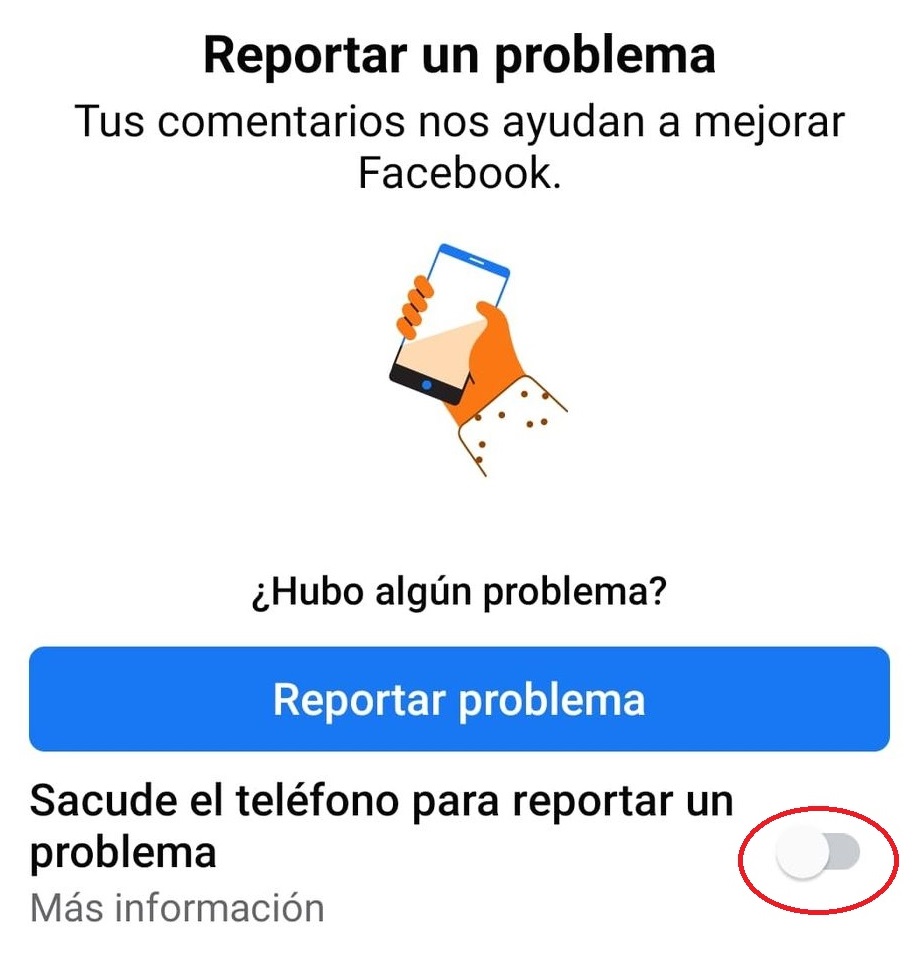 Reportar un problema
Tus comentarios nos ayudan a mejorar
Facebook.
¿Hubo algún problema?
Reportar problema
Sacude el teléfono para reportar un
problema
Más información